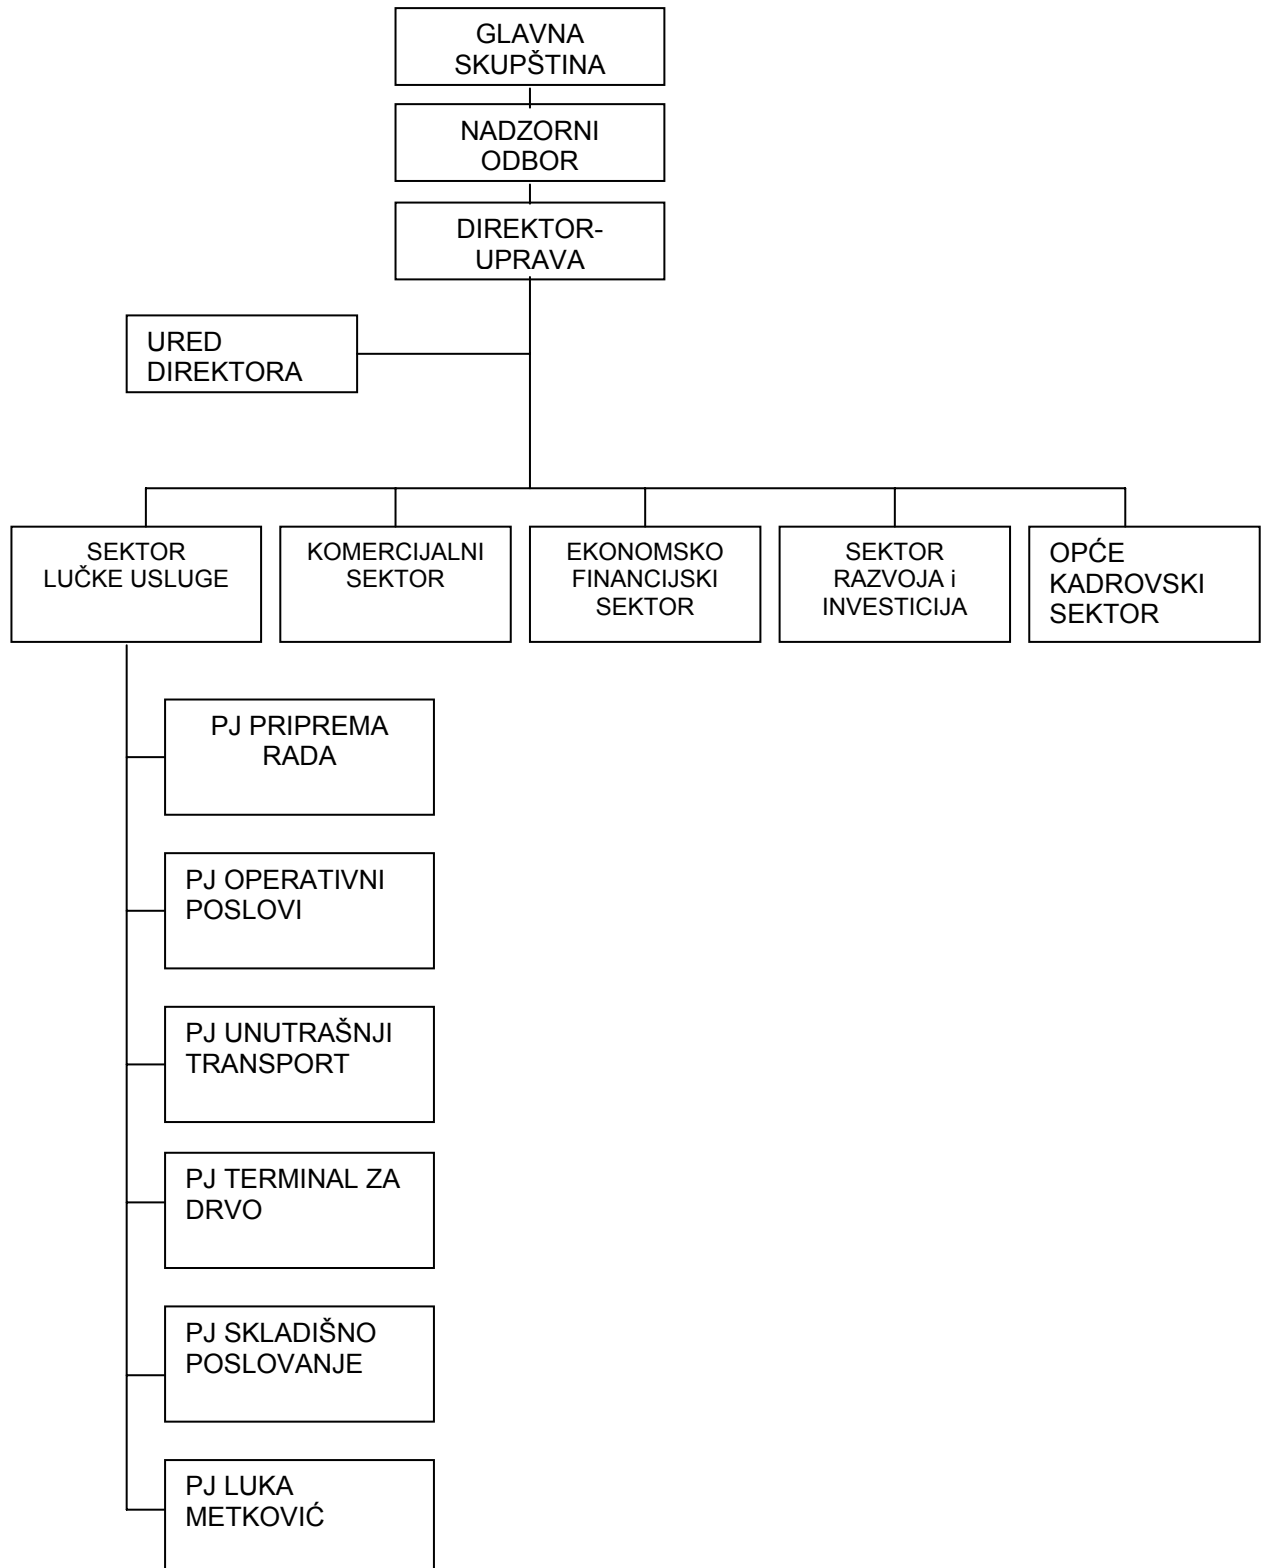 GLAVNA
SKUPŠTINA
NADZORNI
ODBOR
DIREKTOR-
UPRAVA
URED
DIREKTORA
SEKTOR
LUČKE USLUGE
KOMERCIJALNI
SEKTOR
EKONOMSKO
FINANCIJSKI
SEKTOR
SEKTOR
RAZVOJA i
INVESTICIJA
OPĆE
KADROVSKI
SEKTOR
PJ PRIPREMA
RADA
PJ OPERATIVNI
POSLOVI
PJ UNUTRAŠNJI
TRANSPORT
PJ TERMINAL ZA
DRVO
PJ SKLADIŠNO
POSLOVANJE
PJ LUKA
METKOVIĆ